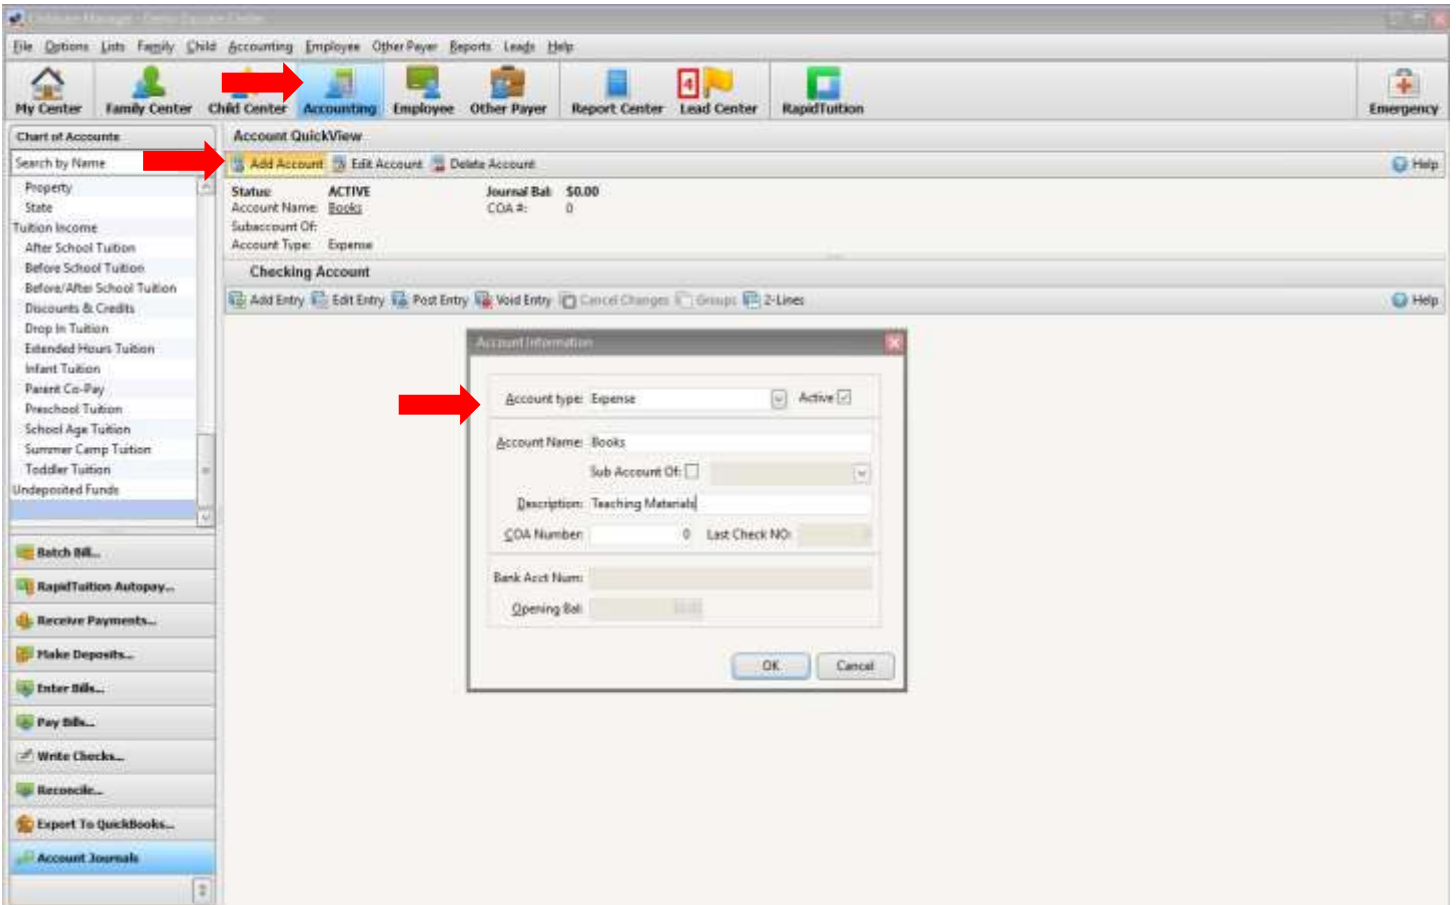 File Options Lists Family Child Accounting Employee Other Payer Reports Leads Help
4
My Center Family Center Child Center Accounting Employee Other Payer Report Center Lead Center RapidTuition Emergency
Chart of Accounts
Search by Name
Property
State
Tuition Income
After School Tuition
Before School Tuition
Before/After School Tuition
Discounts & Credits
Drop In Tuition
Extended Hours Tuition
Infant Tuition
Parent Co-Pay
Preschool Tuition
School Age Tuition
Summer Camp Tuition
Toddler Tuition
Undeposited Funds
Batch Bill...
RapidTuition Autopay...
Receive Payments...
Make Deposits...
Enter Bills...
Pay Bills...
Write Checks...
Reconcile...
Export To QuickBooks...
Account Journals
Account QuickView
Add Account Edit Account Delete Account Help
Status: ACTIVE Journal Bal: $0.00
Account Name: Books COA #: 0
Subaccount Of:
Account Type: Expense
Checking Account
Add Entry Edit Entry Post Entry Void Entry Cancel Changes Groups 2-Lines Help
Account Information
Account type: Expense Active
Account Name: Books
Sub Account Of:
Description: Teaching Materials
COA Number: 0 Last Check NO:
Bank Acct Num:
Opening Bal:
OK Cancel